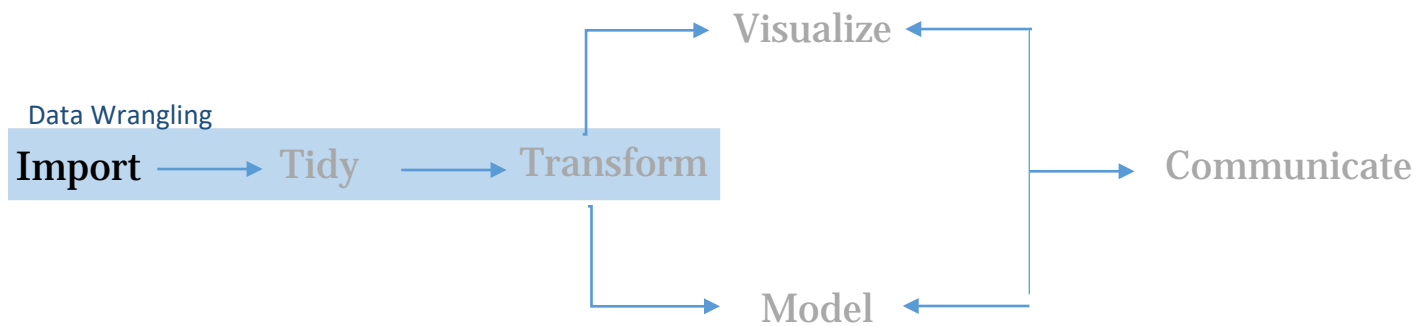 Visualize
Data Wrangling
Import Tidy Transform
Communicate
Model